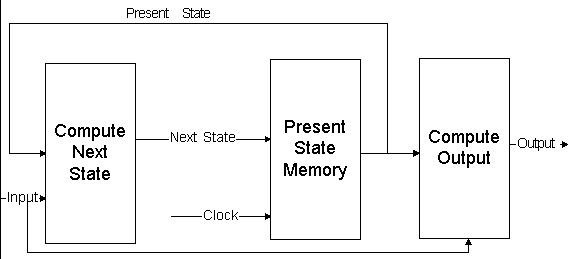 Present State
Compute
Next
State
Next State
Present
State
Memory
Compute
Output
Output
Input
Clock